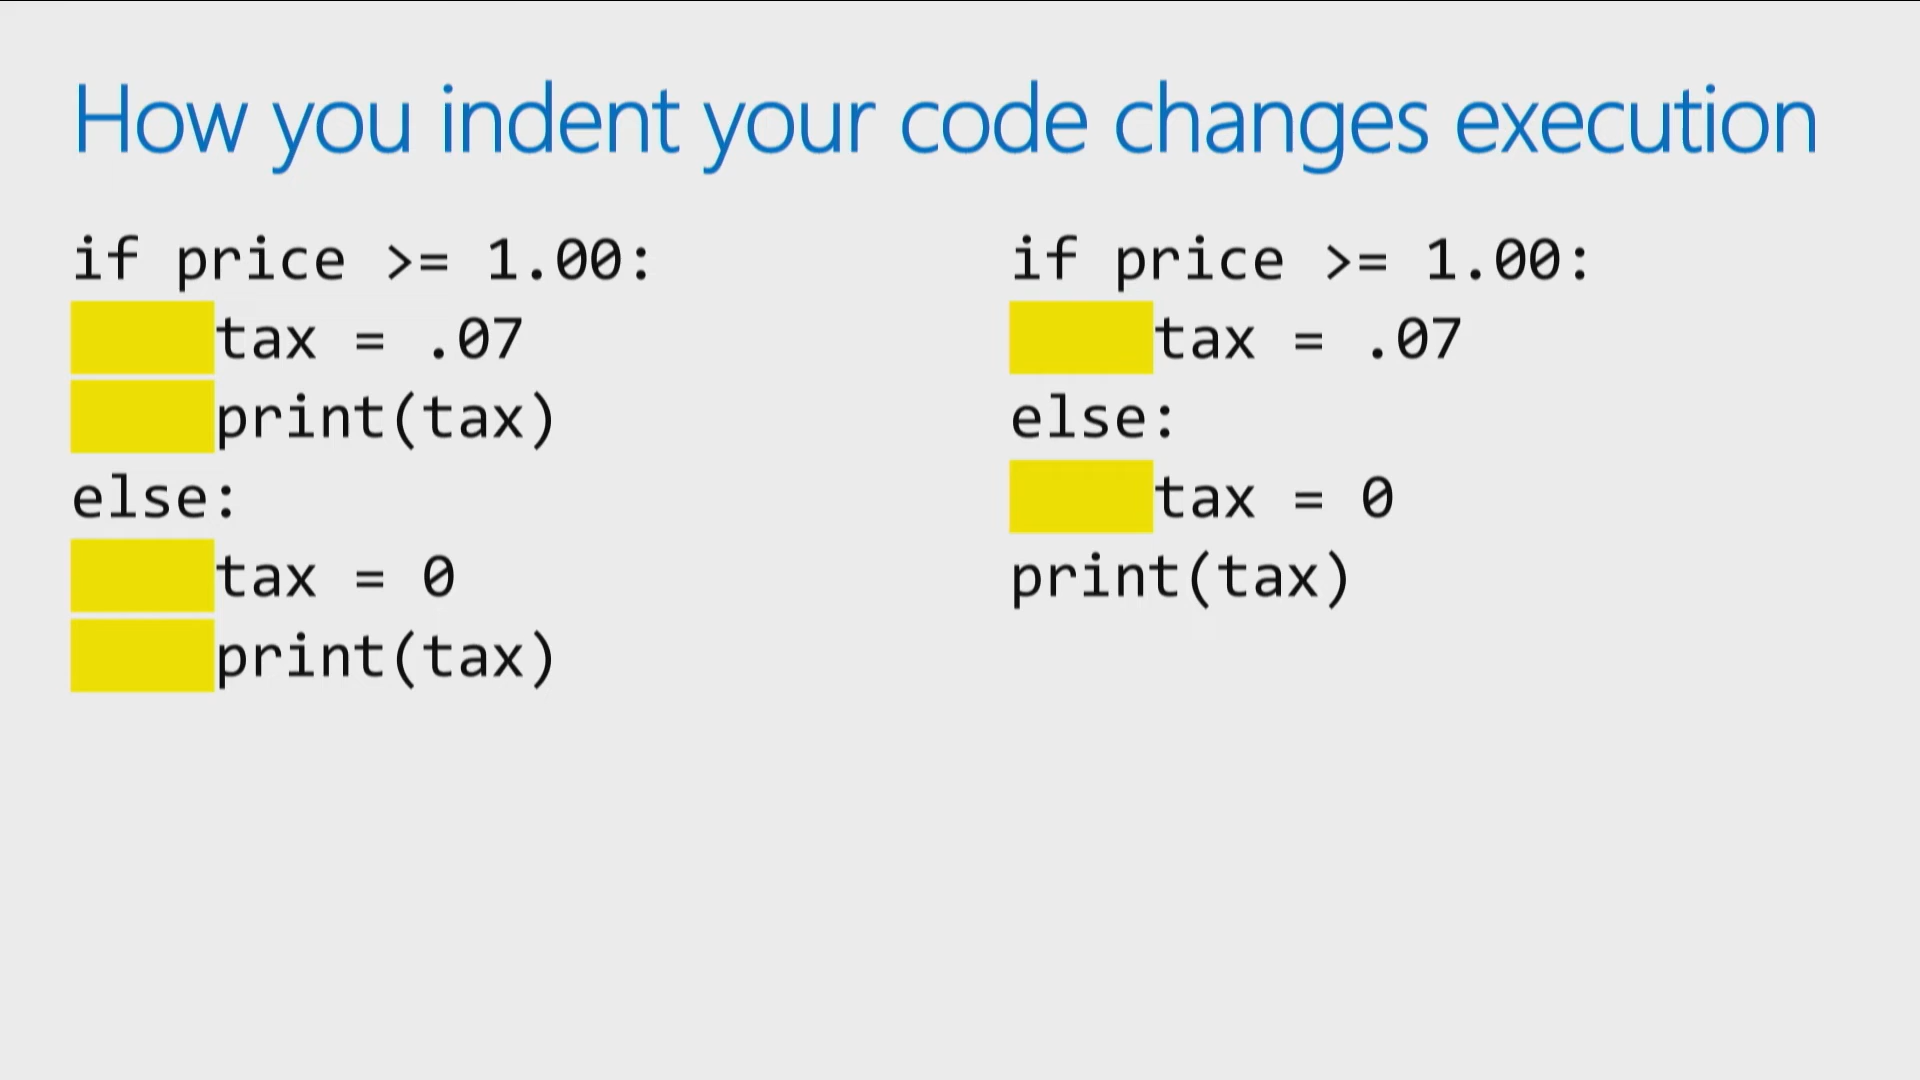 How you indent your code changes execution
if price >= 1.00:
    tax = .07
    print(tax)
else:
    tax = 0
    print(tax)
if price >= 1.00:
    tax = .07
else:
    tax = 0
print(tax)